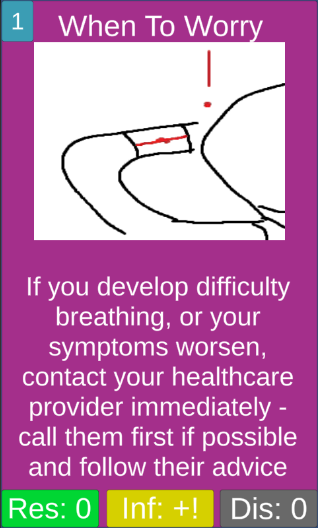 1
When To Worry
If you develop difficulty
breathing, or your
symptoms worsen,
contact your healthcare
provider immediately -
call them first if possible
and follow their advice
Res: 0
Inf: +!
Dis: 0